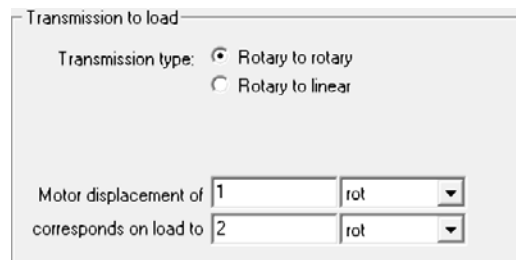 Transmission to load
Transmission type: Rotary to rotary
Rotary to linear
Motor displacement of 1 rot
corresponds on load to 2 rot